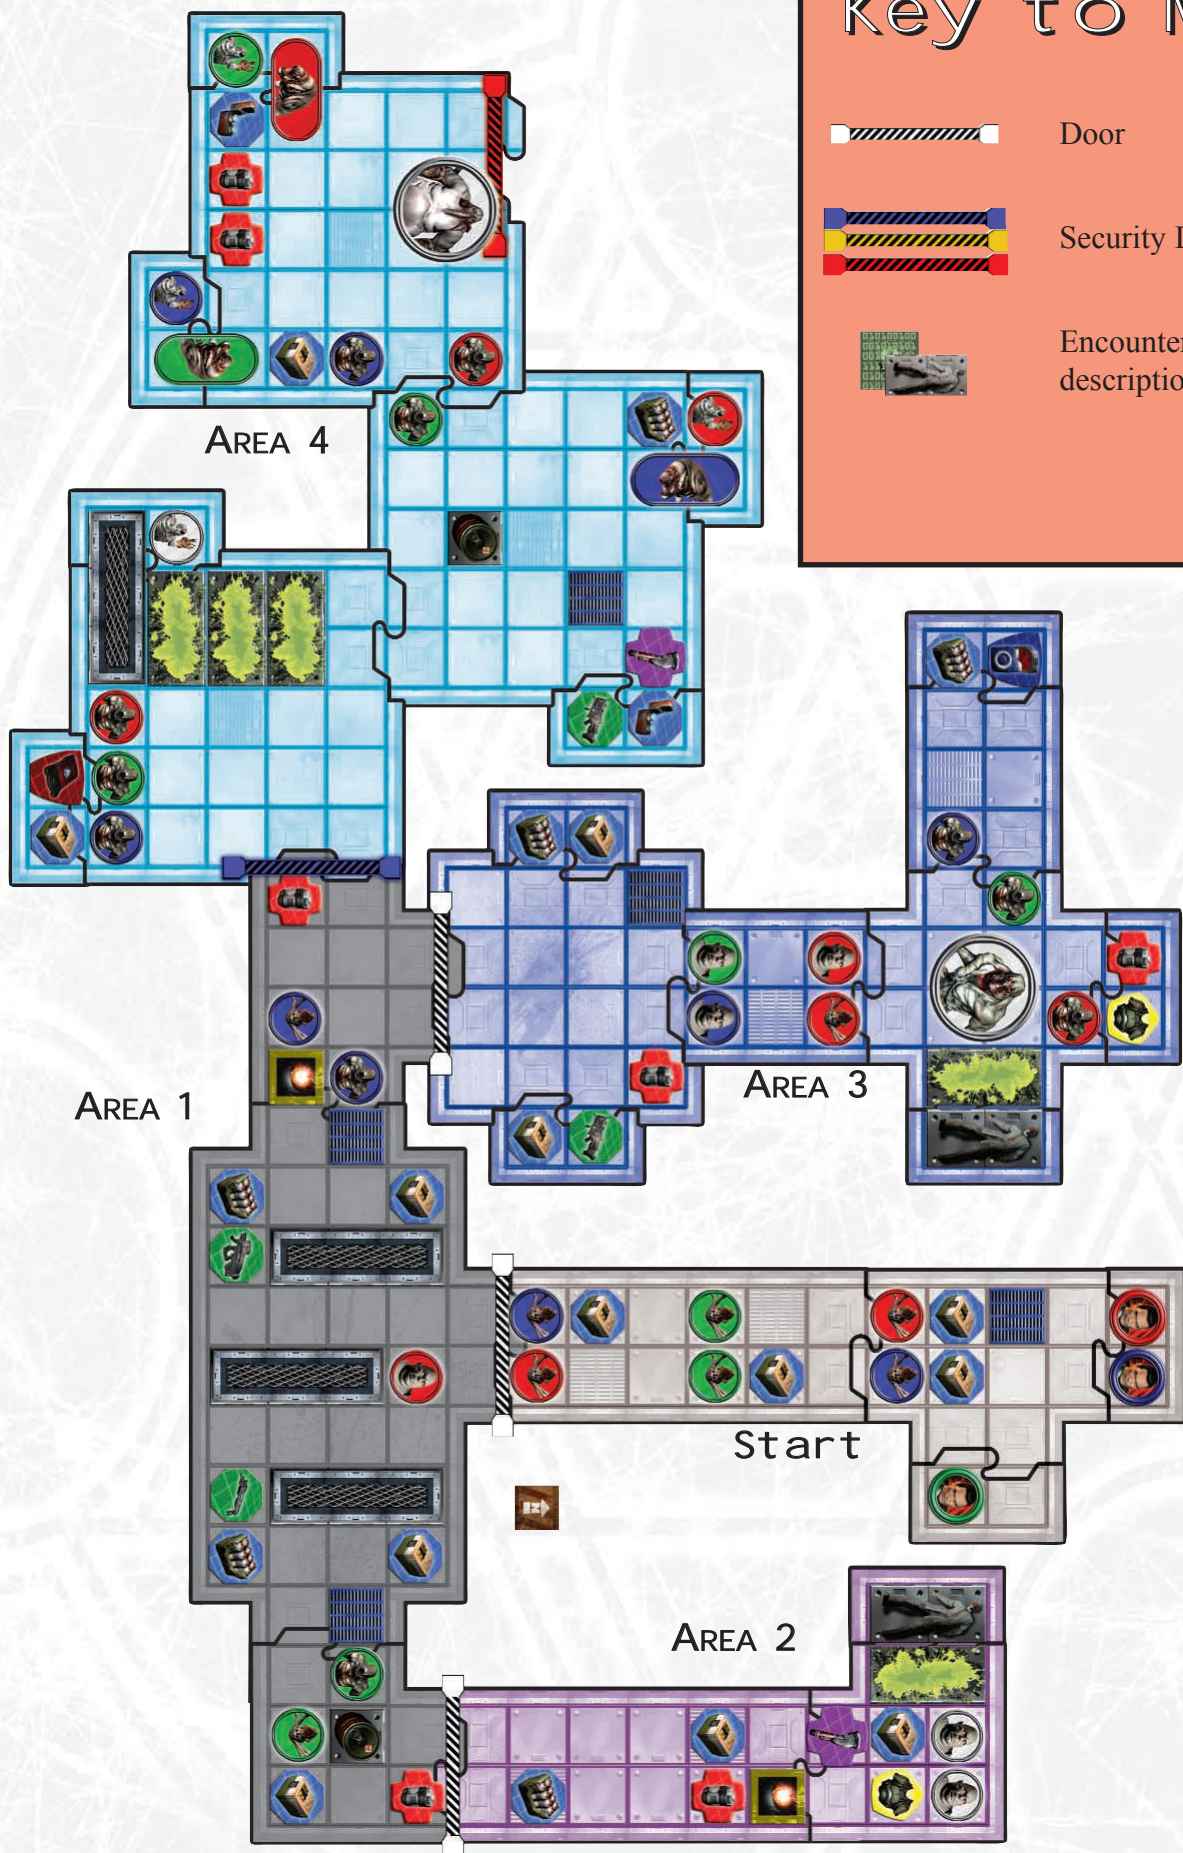 Key to M
Door
Security D
Encounter
descriptio
AREA 4
AREA 1
AREA 3
Start
AREA 2